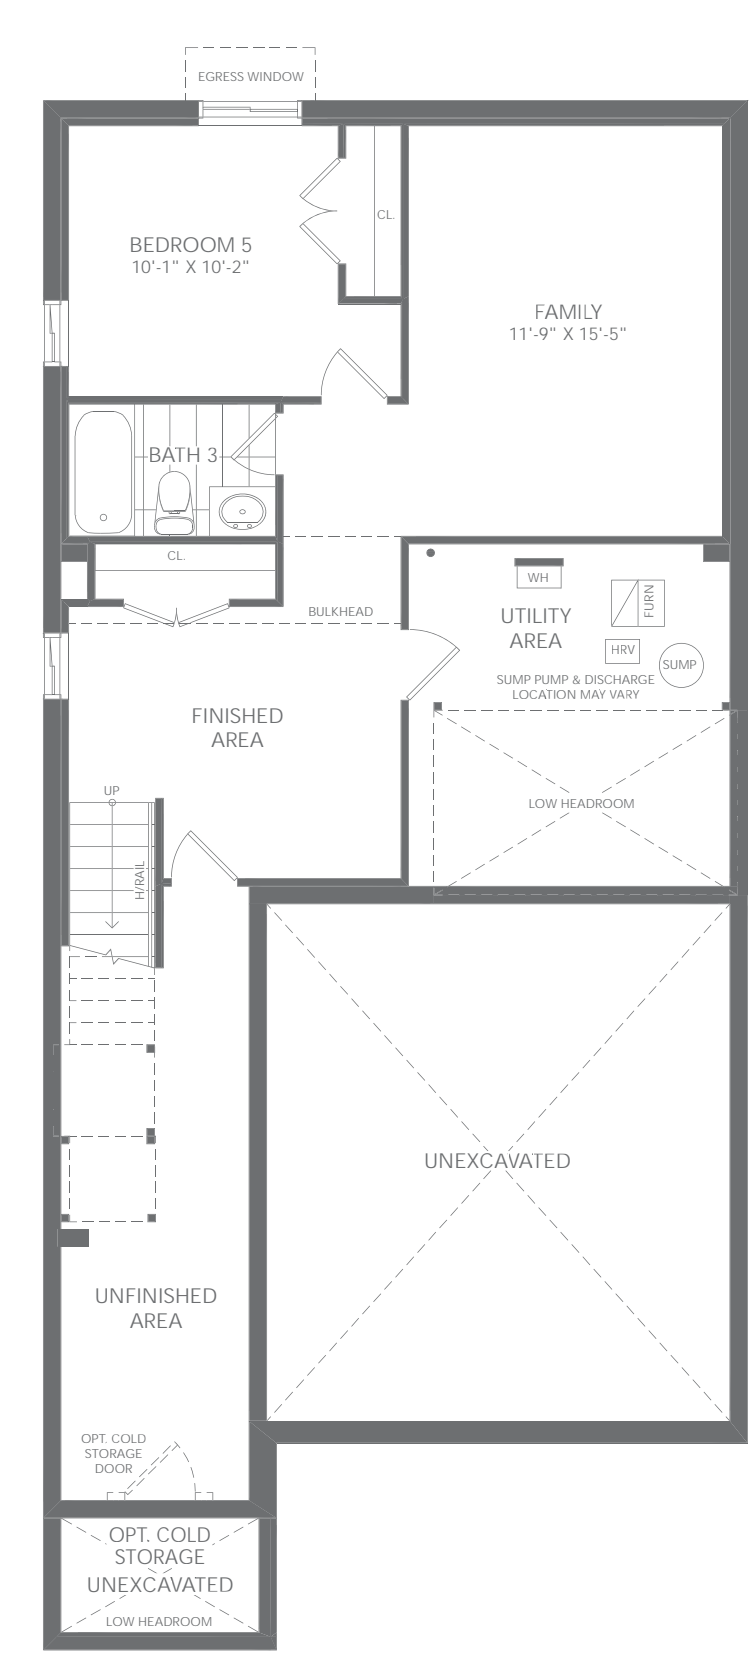 EGRESS WINDOW
CL.
BEDROOM 5
10'-1" X 10'-2"
FAMILY
11'-9" X 15'-5"
BATH 3
CL.
BULKHEAD
WH
FURN
UTILITY
AREA
HRV
SUMP
SUMP PUMP & DISCHARGE
LOCATION MAY VARY
FINISHED
AREA
UP
H/RAIL
LOW HEADROOM
UNEXCAVATED
UNFINISHED
AREA
OPT. COLD
STORAGE
DOOR
OPT. COLD
STORAGE
UNEXCAVATED
LOW HEADROOM